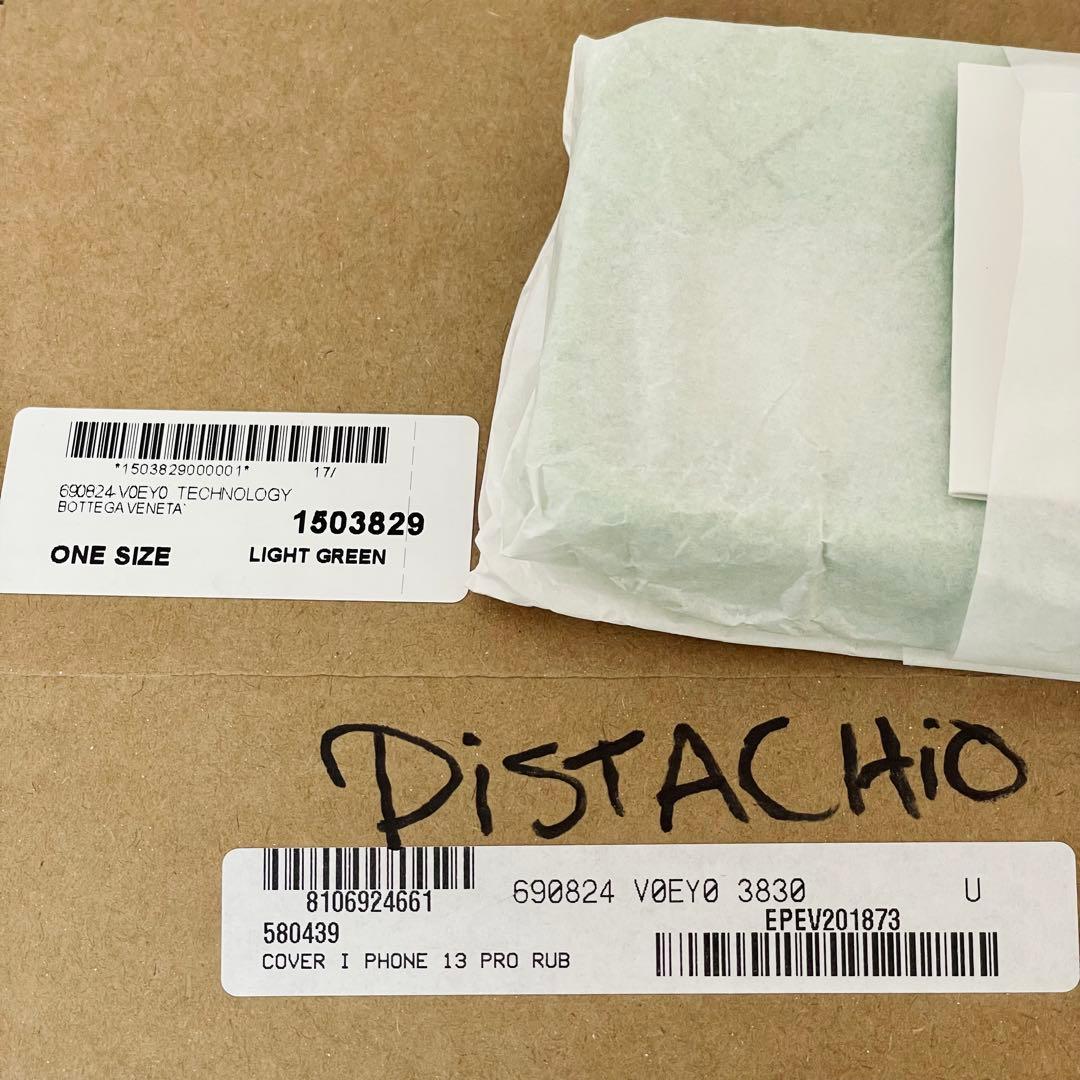 *1503829000001* 17/
690824-V0EY0 TECHNOLOGY
BOTTEGA VENETA`
1503829
ONE SIZE LIGHT GREEN
PiSTACHiO
8106924661 690824 V0EY0 3830 U
580439 EPEV201873
COVER I PHONE 13 PRO RUB